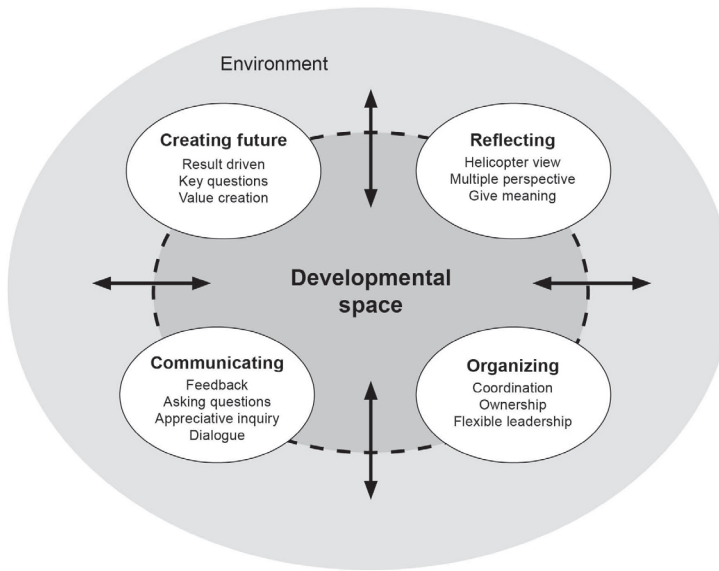 Environment
Creating future
Result driven
Key questions
Value creation
Reflecting
Helicopter view
Multiple perspective
Give meaning
Developmental
space
Communicating
Feedback
Asking questions
Appreciative inquiry
Dialogue
Organizing
Coordination
Ownership
Flexible leadership